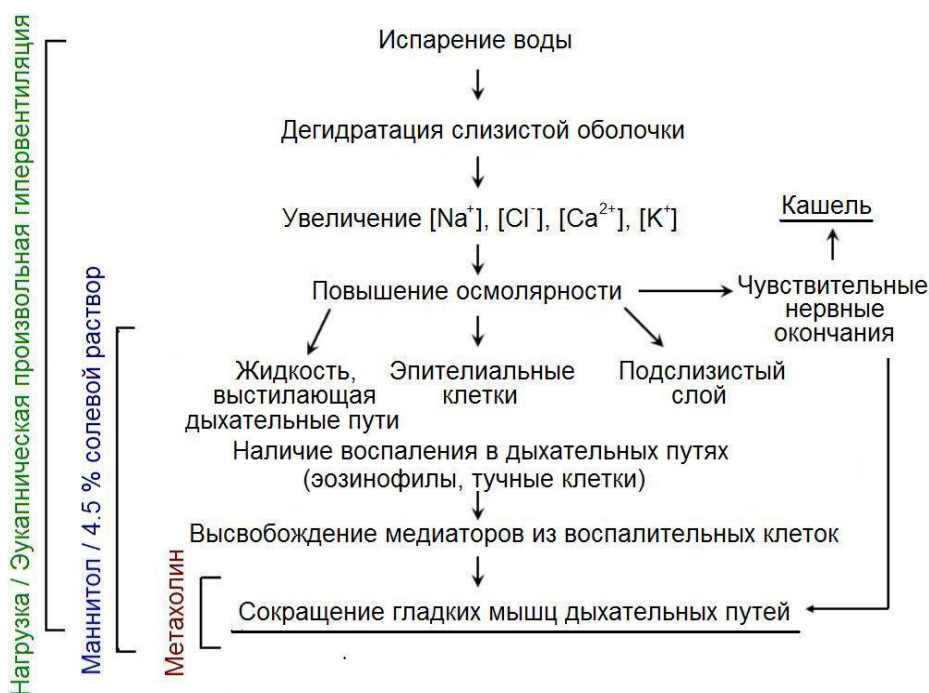 Нагрузка / Эукапническая произвольная гипервентиляция
Маннитол / 4.5 % солевой раствор
Метахолин
Испарение воды
Дегидратация слизистой оболочки
Увеличение [Na⁺], [Cl⁻], [Ca²⁺], [K⁺]
Кашель
Повышение осмолярности
Чувствительные
нервные
окончания
Жидкость,
выстилающая
дыхательные пути
Эпителиальные
клетки
Подслизистый
слой
Наличие воспаления в дыхательных путях
(эозинофилы, тучные клетки)
Высвобождение медиаторов из воспалительных клеток
Сокращение гладких мышц дыхательных путей